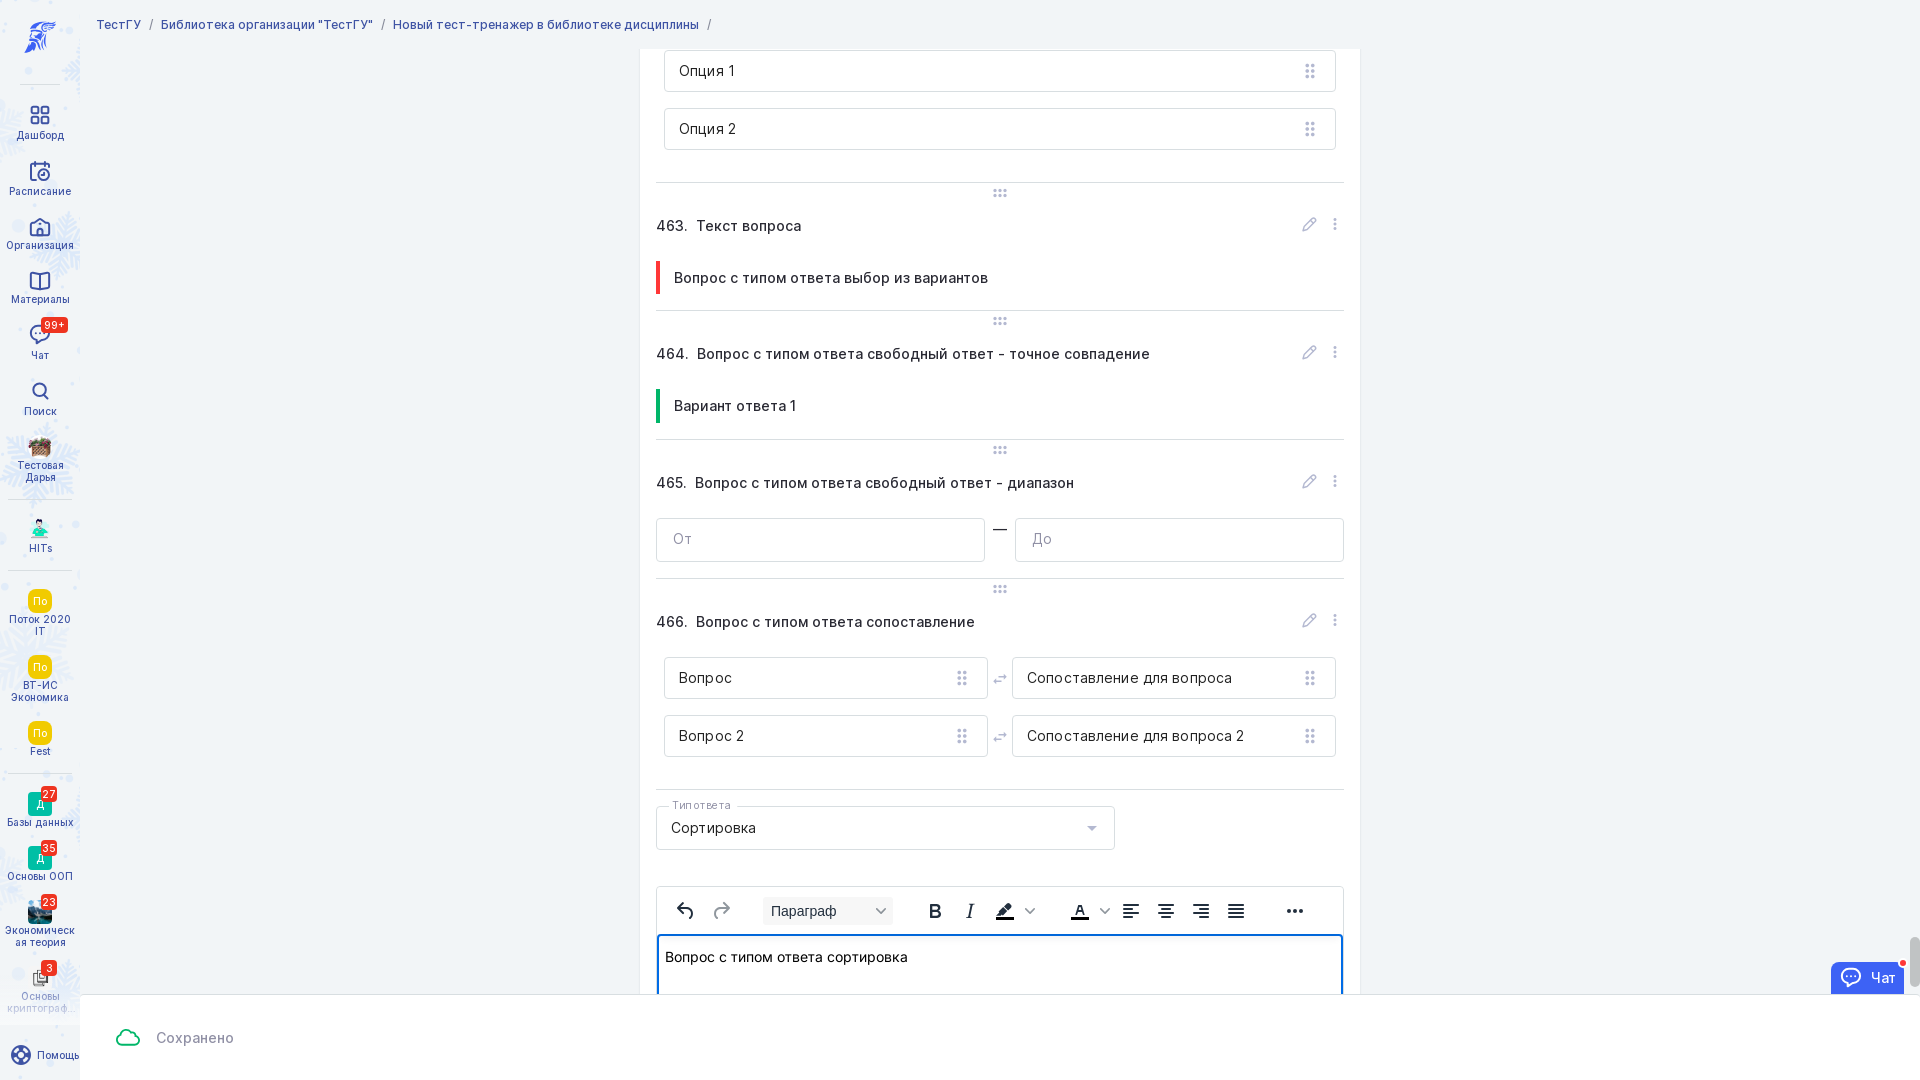 ТестГУ / Библиотека организации "ТестГУ" / Новый тест-тренажер в библиотеке дисциплины /
Дашборд
Расписание
Организация
Материалы
99+
Чат
Поиск
Тестовая
Дарья
HITs
По
Поток 2020
IT
По
ВТ-ИС
Экономика
По
Fest
27
Д
Базы данных
35
Д
Основы ООП
23
Экономическ
ая теория
3
Основы
криптограф...
Помощь
Опция 1
Опция 2
463. Текст вопроса
Вопрос с типом ответа выбор из вариантов
464. Вопрос с типом ответа свободный ответ - точное совпадение
Вариант ответа 1
465. Вопрос с типом ответа свободный ответ - диапазон
От — До
466. Вопрос с типом ответа сопоставление
Вопрос Сопоставление для вопроса
Вопрос 2 Сопоставление для вопроса 2
Тип ответа
Сортировка
Параграф B I A
Вопрос с типом ответа сортировка
Чат
Сохранено